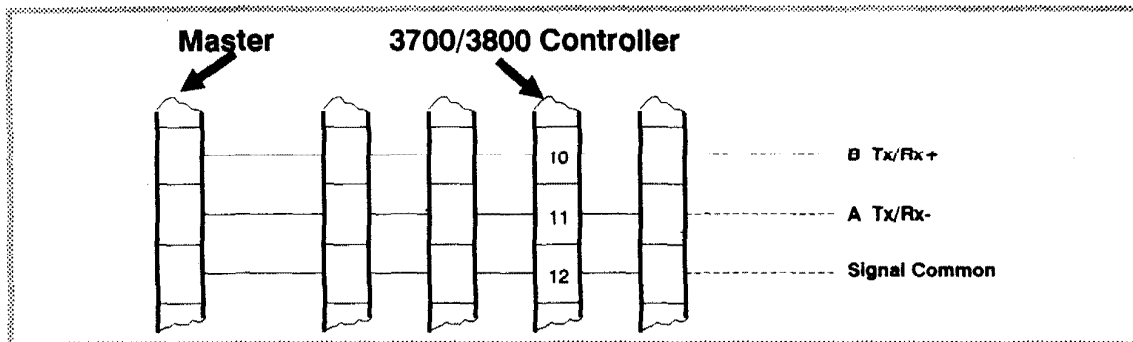 Master
3700/3800 Controller
10
B Tx/Rx+
11
A Tx/Rx-
12
Signal Common